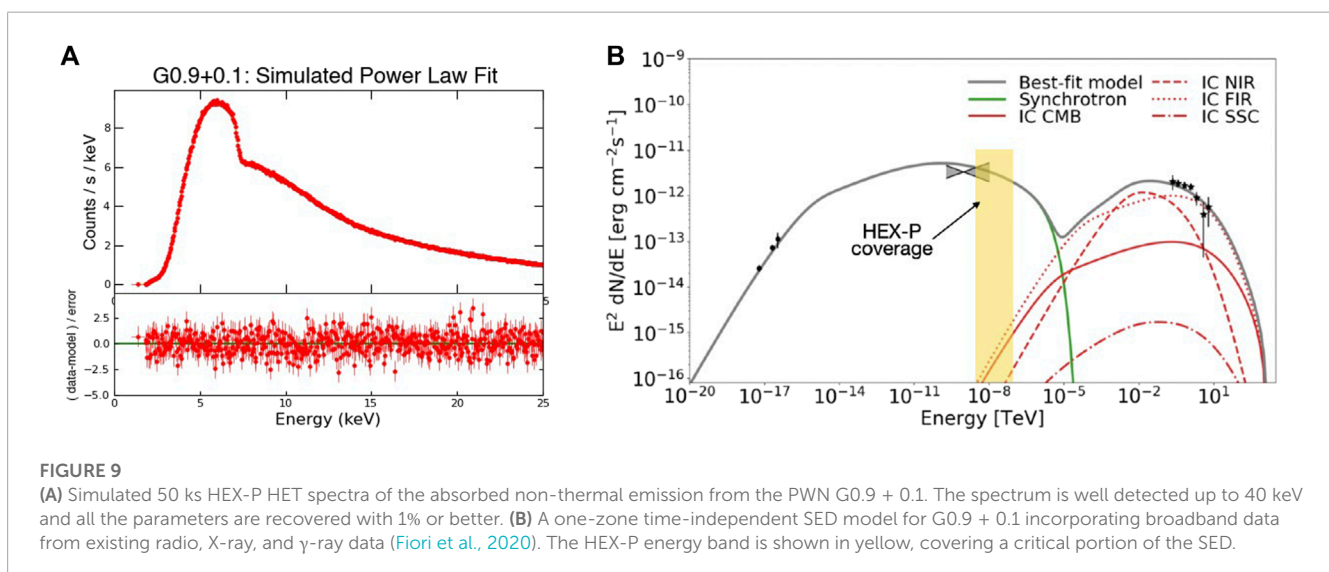 A
G0.9+0.1: Simulated Power Law Fit
Counts / s / keV
8
6
4
2
0
0
5
( data-model ) / error
2.5
0.0
−2.5
−5.0
0
5
10
15
20
25
Energy (keV)
B
10⁻⁹
10⁻¹⁰
10⁻¹¹
10⁻¹²
10⁻¹³
10⁻¹⁴
10⁻¹⁵
10⁻¹⁶
E² dN/dE [erg cm⁻²s⁻¹]
Best-fit model
Synchrotron
IC CMB
IC NIR
IC FIR
IC SSC
HEX-P
coverage
10⁻²⁰
10⁻¹⁷
10⁻¹⁴
10⁻¹¹
10⁻⁸
10⁻⁵
10⁻²
10¹
Energy [TeV]
FIGURE 9
(A) Simulated 50 ks HEX-P HET spectra of the absorbed non-thermal emission from the PWN G0.9 + 0.1. The spectrum is well detected up to 40 keV
and all the parameters are recovered with 1% or better. (B) A one-zone time-independent SED model for G0.9 + 0.1 incorporating broadband data
from existing radio, X-ray, and γ-ray data (Fiori et al., 2020). The HEX-P energy band is shown in yellow, covering a critical portion of the SED.